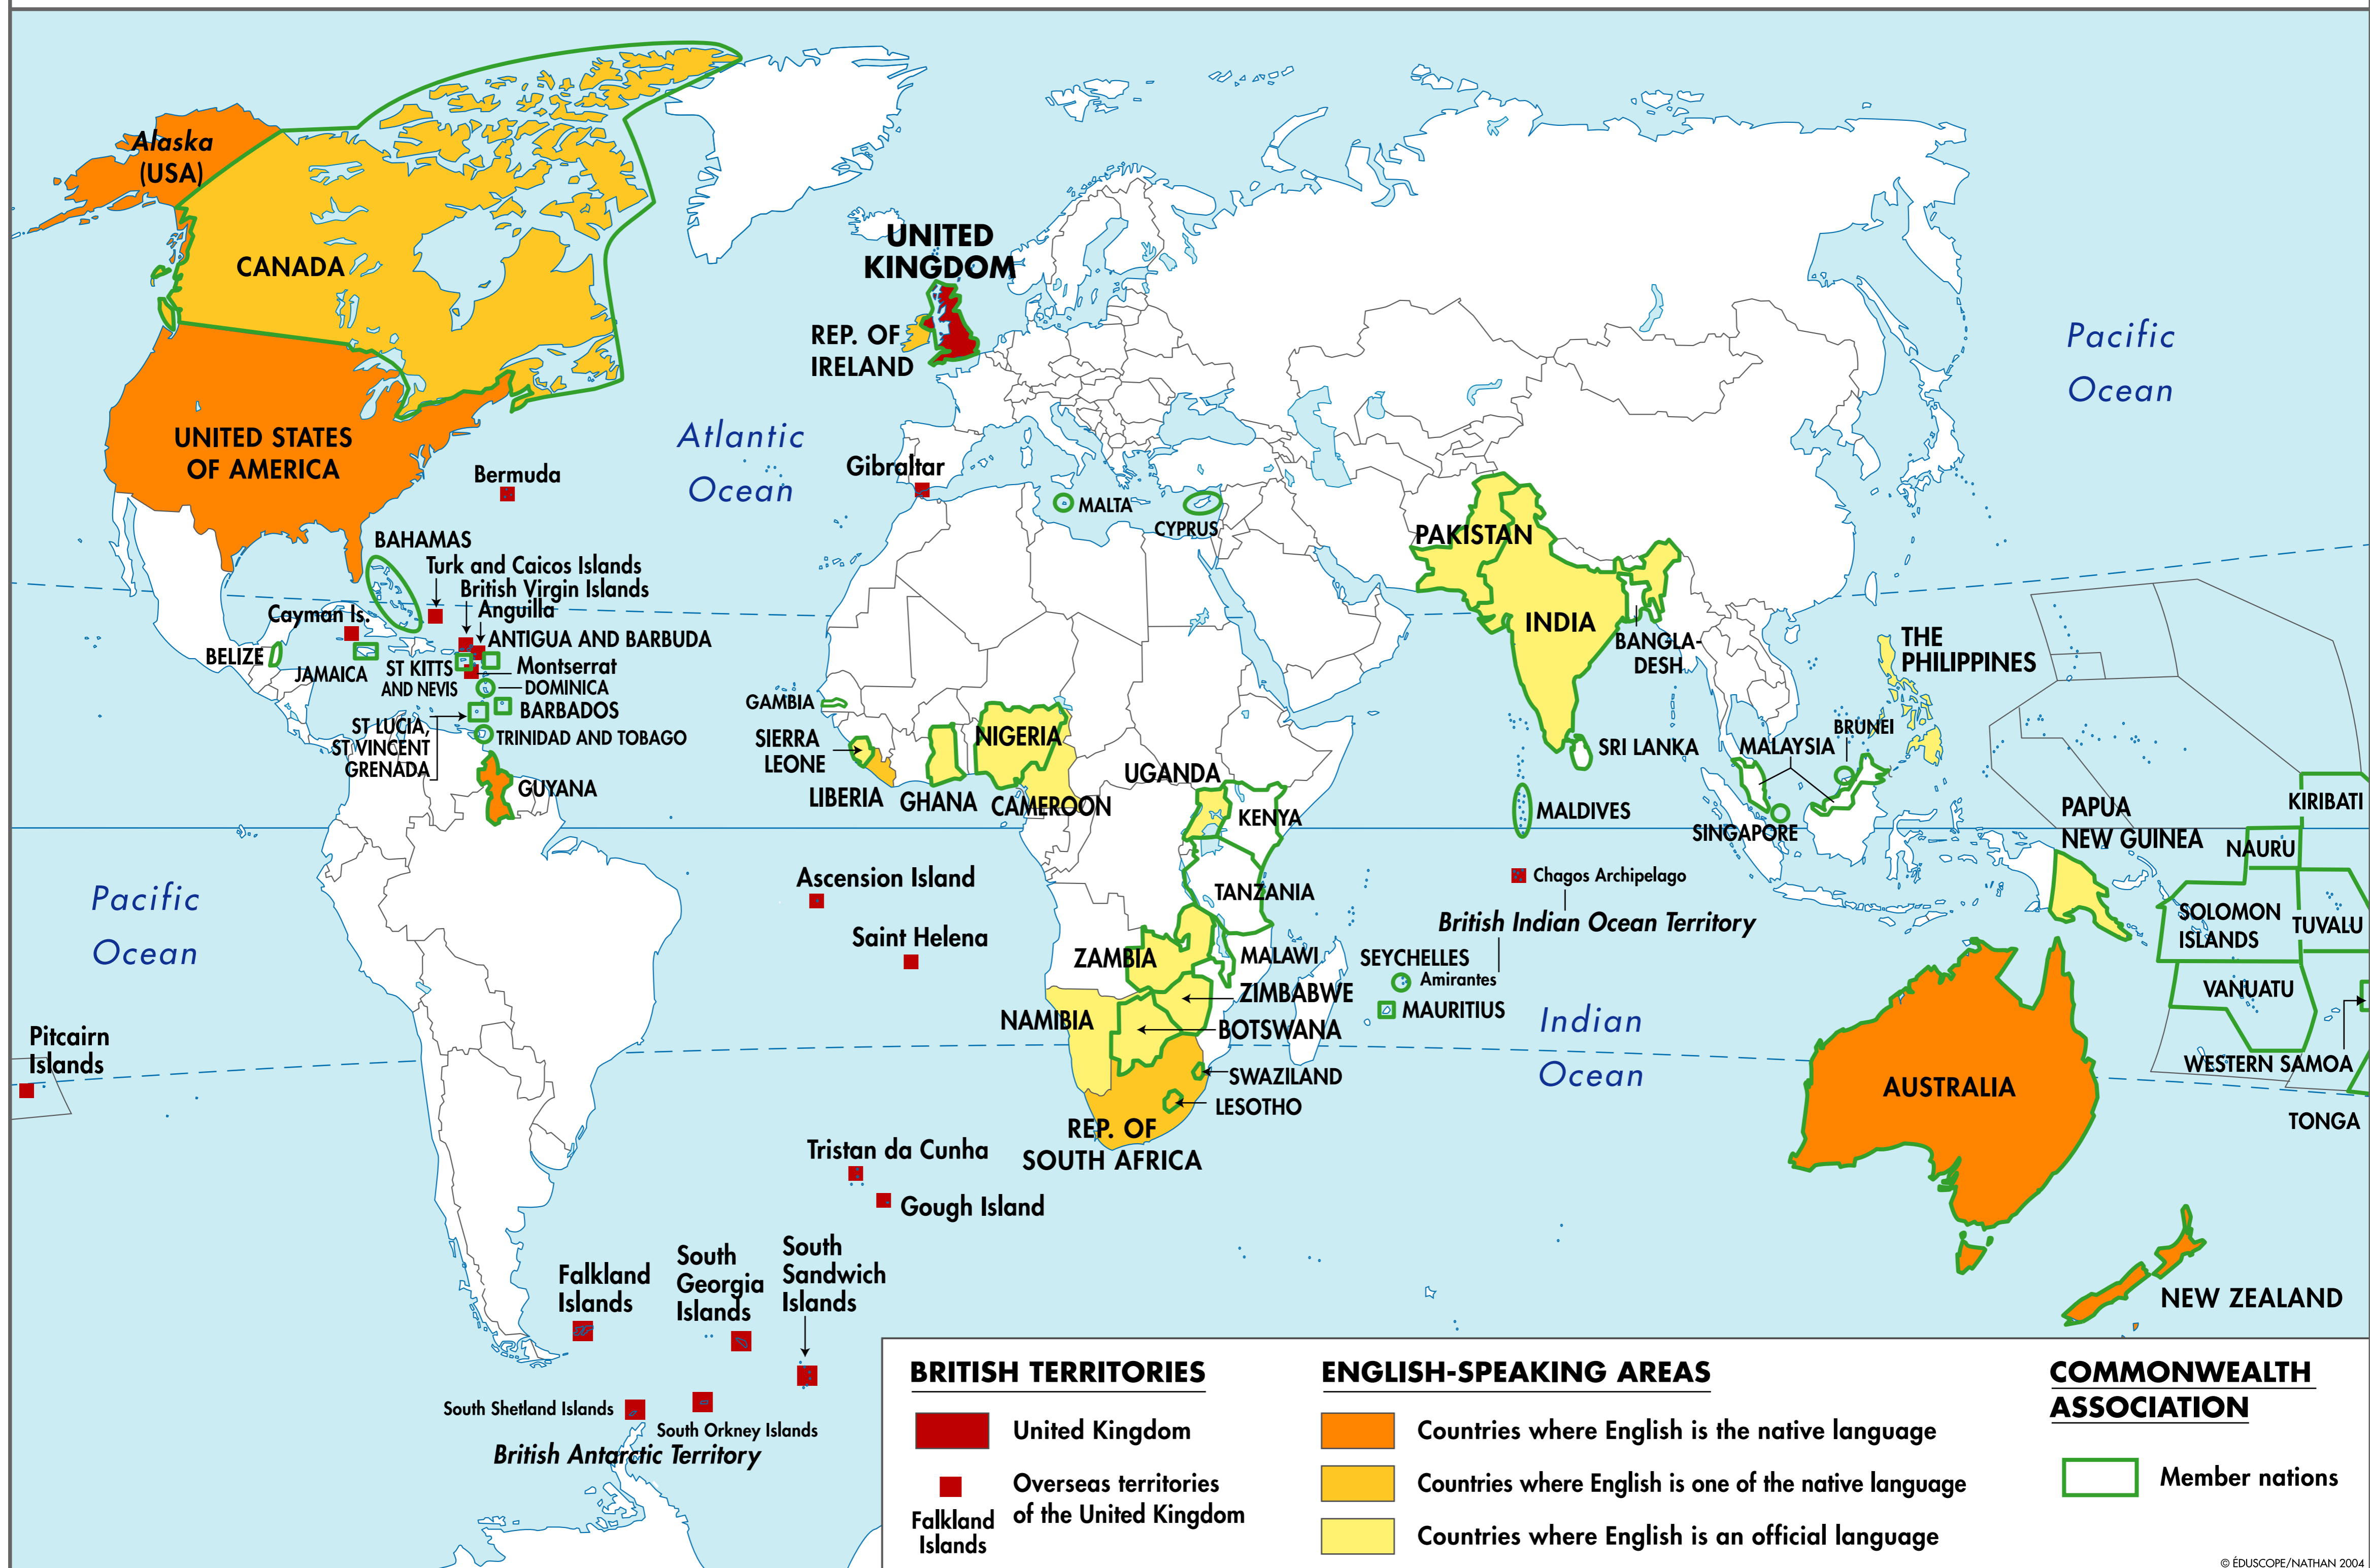 Alaska
(USA)
CANADA
UNITED STATES
OF AMERICA
UNITED
KINGDOM
REP. OF
IRELAND
Atlantic
Ocean
Pacific
Ocean
Bermuda
Gibraltar
MALTA
CYPRUS
BAHAMAS
Turk and Caicos Islands
British Virgin Islands
Anguilla
Cayman Is.
ANTIGUA AND BARBUDA
BELIZE
JAMAICA
ST KITTS
AND NEVIS
Montserrat
DOMINICA
BARBADOS
ST LUCIA,
ST VINCENT
GRENADA
TRINIDAD AND TOBAGO
GUYANA
PAKISTAN
INDIA
BANGLA-
DESH
THE
PHILIPPINES
GAMBIA
SIERRA
LEONE
LIBERIA
GHANA
NIGERIA
CAMEROON
UGANDA
KENYA
TANZANIA
SRI LANKA
MALDIVES
MALAYSIA
BRUNEI
SINGAPORE
PAPUA
NEW GUINEA
KIRIBATI
NAURU
SOLOMON
ISLANDS
TUVALU
VANUATU
WESTERN SAMOA
TONGA
Pacific
Ocean
Ascension Island
Saint Helena
Chagos Archipelago
British Indian Ocean Territory
SEYCHELLES
Amirantes
MAURITIUS
ZAMBIA
MALAWI
ZIMBABWE
NAMIBIA
BOTSWANA
SWAZILAND
LESOTHO
REP. OF
SOUTH AFRICA
Indian
Ocean
AUSTRALIA
NEW ZEALAND
Pitcairn
Islands
Tristan da Cunha
Gough Island
Falkland
Islands
South
Georgia
Islands
South
Sandwich
Islands
South Shetland Islands
South Orkney Islands
British Antarctic Territory
BRITISH TERRITORIES
United Kingdom
Overseas territories
of the United Kingdom
Falkland
Islands
ENGLISH-SPEAKING AREAS
Countries where English is the native language
Countries where English is one of the native language
Countries where English is an official language
COMMONWEALTH
ASSOCIATION
Member nations
© ÉDUSCOPE/NATHAN 2004